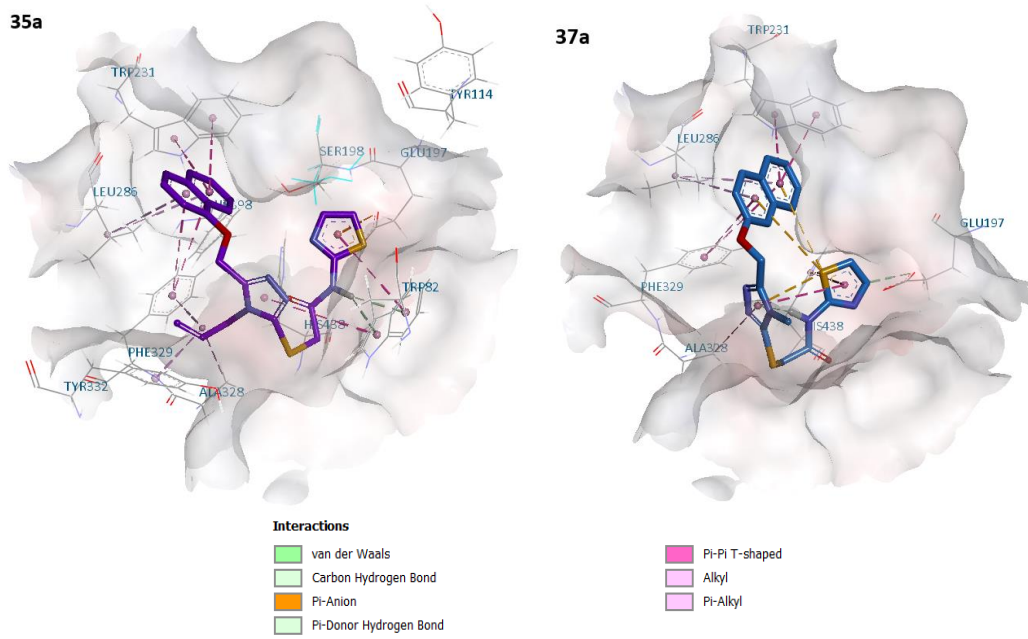 35a
TRP231
TYR114
SER198
GLU197
LEU286
TRP82
HIS438
PHE329
TYR332
ALA328
37a
TRP231
LEU286
GLU197
PHE329
IS438
ALA328
Interactions
van der Waals
Carbon Hydrogen Bond
Pi-Anion
Pi-Donor Hydrogen Bond
Pi-Pi T-shaped
Alkyl
Pi-Alkyl